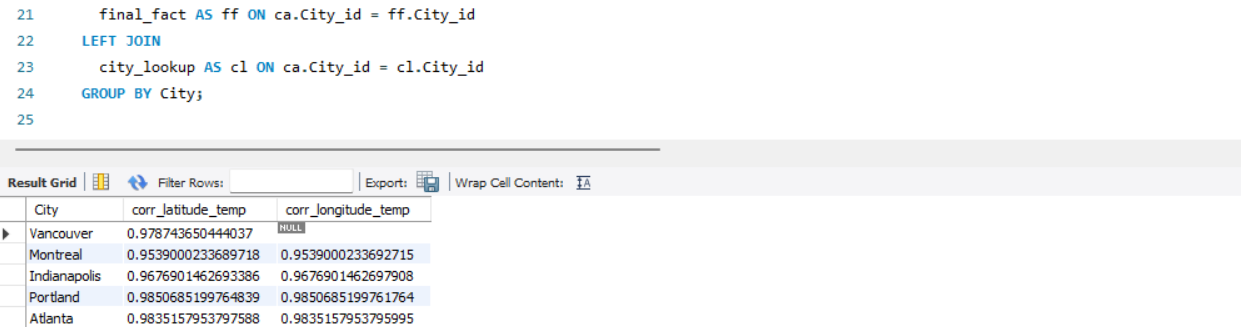 21 final_fact AS ff ON ca.City_id = ff.City_id
22 LEFT JOIN
23 city_lookup AS cl ON ca.City_id = cl.City_id
24 GROUP BY City;
25
Result Grid Filter Rows: Export: Wrap Cell Content: IA
City corr_latitude_temp corr_longitude_temp
Vancouver 0.978743650444037 NULL
Montreal 0.9539000233689718 0.9539000233692715
Indianapolis 0.9676901462693386 0.9676901462697908
Portland 0.9850685199764839 0.9850685199761764
Atlanta 0.9835157953797588 0.9835157953795995